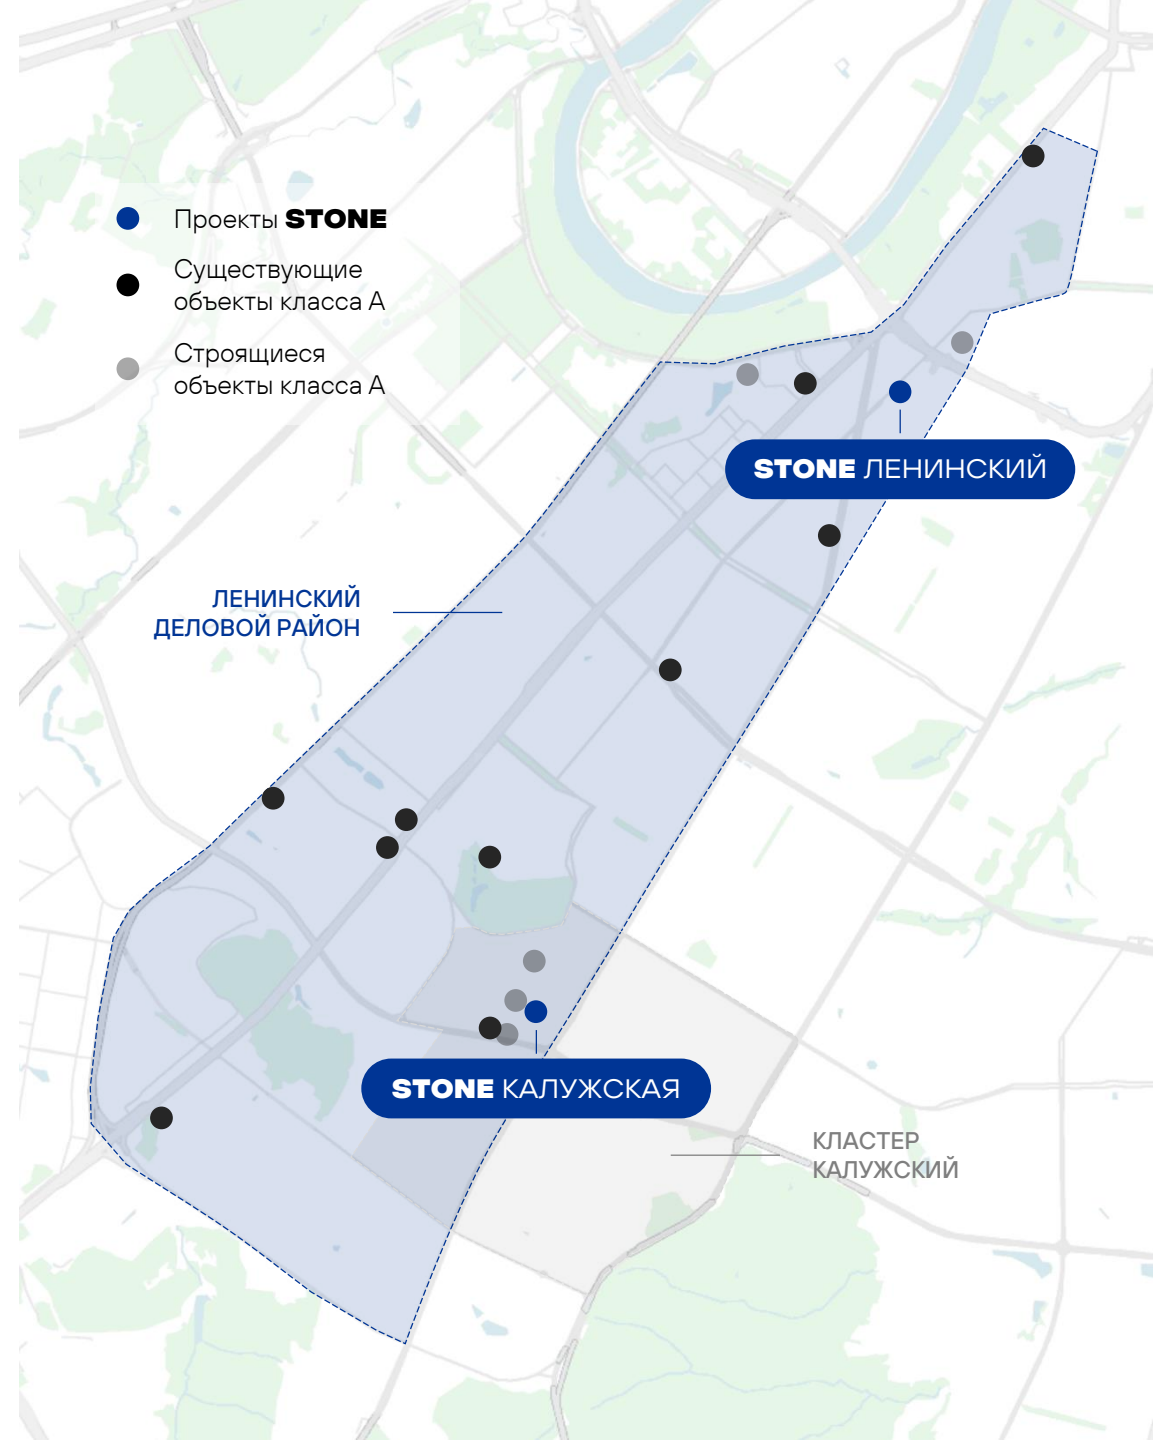 Проекты STONE
Существующие
объекты класса А
Строящиеся
объекты класса А
STONE ЛЕНИНСКИЙ
ЛЕНИНСКИЙ
ДЕЛОВОЙ РАЙОН
STONE КАЛУЖСКАЯ
КЛАСТЕР
КАЛУЖСКИЙ